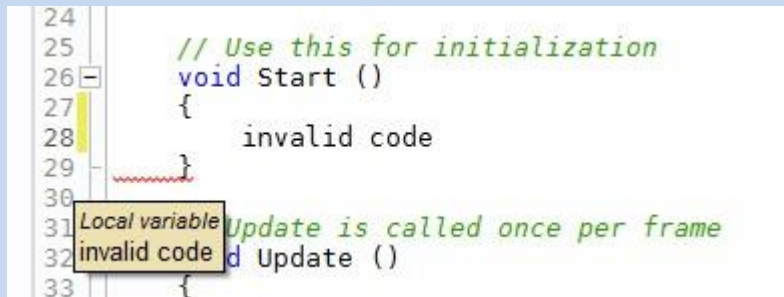 24
25 // Use this for initialization
26 void Start ()
27 {
28 invalid code
29 }
30
31 Update is called once per frame
32 d Update ()
33 {
Local variable
invalid code